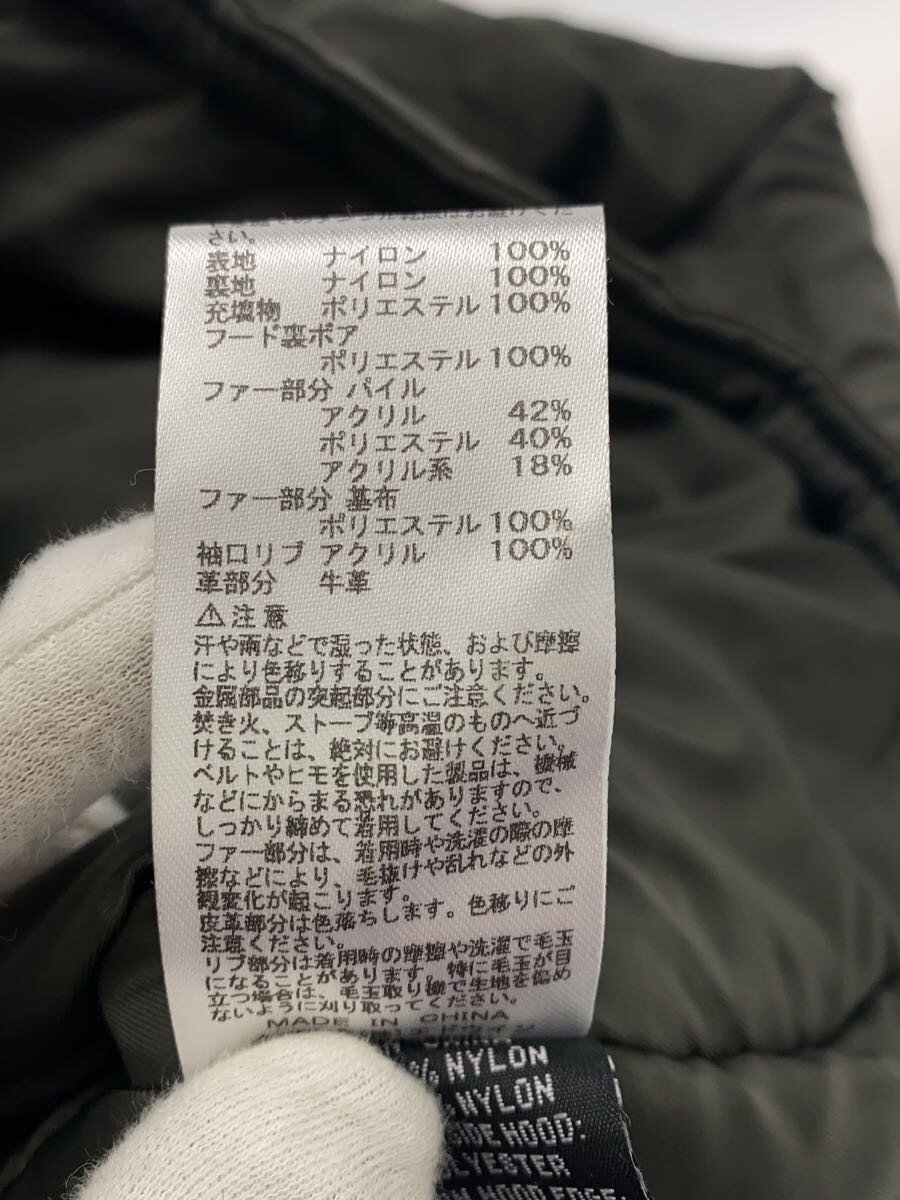 さい。
表地 ナイロン 100%
裏地 ナイロン 100%
充填物 ポリエステル 100%
フード裏ボア
ポリエステル 100%
ファー部分 パイル
アクリル 42%
ポリエステル 40%
アクリル系 18%
ファー部分 基布
ポリエステル 100%
袖口リブ アクリル 100%
革部分 牛革
⚠注意
汗や雨などで湿った状態、および摩擦
により色移りすることがあります。
金属部品の突起部分にご注意ください。
焚き火、ストーブ等高温のものへ近づ
けることは、絶対にお避けください。
ベルトやヒモを使用した製品は、機械
などにからまる恐れがありますので、
しっかり締めて着用してください。
ファー部分は、着用時や洗濯の際の摩
擦などにより、毛抜けや乱れなどの外
観変化が起こります。
皮革部分は色落ちします。色移りにご
注意ください。
リブ部分は着用時の摩擦や洗濯で毛玉
になることがあります。特に毛玉が目
立つ場合は、毛玉取り機で生地を傷め
ないように刈り取ってください。
MADE IN CHINA
% NYLON
NYLON
HOOD: